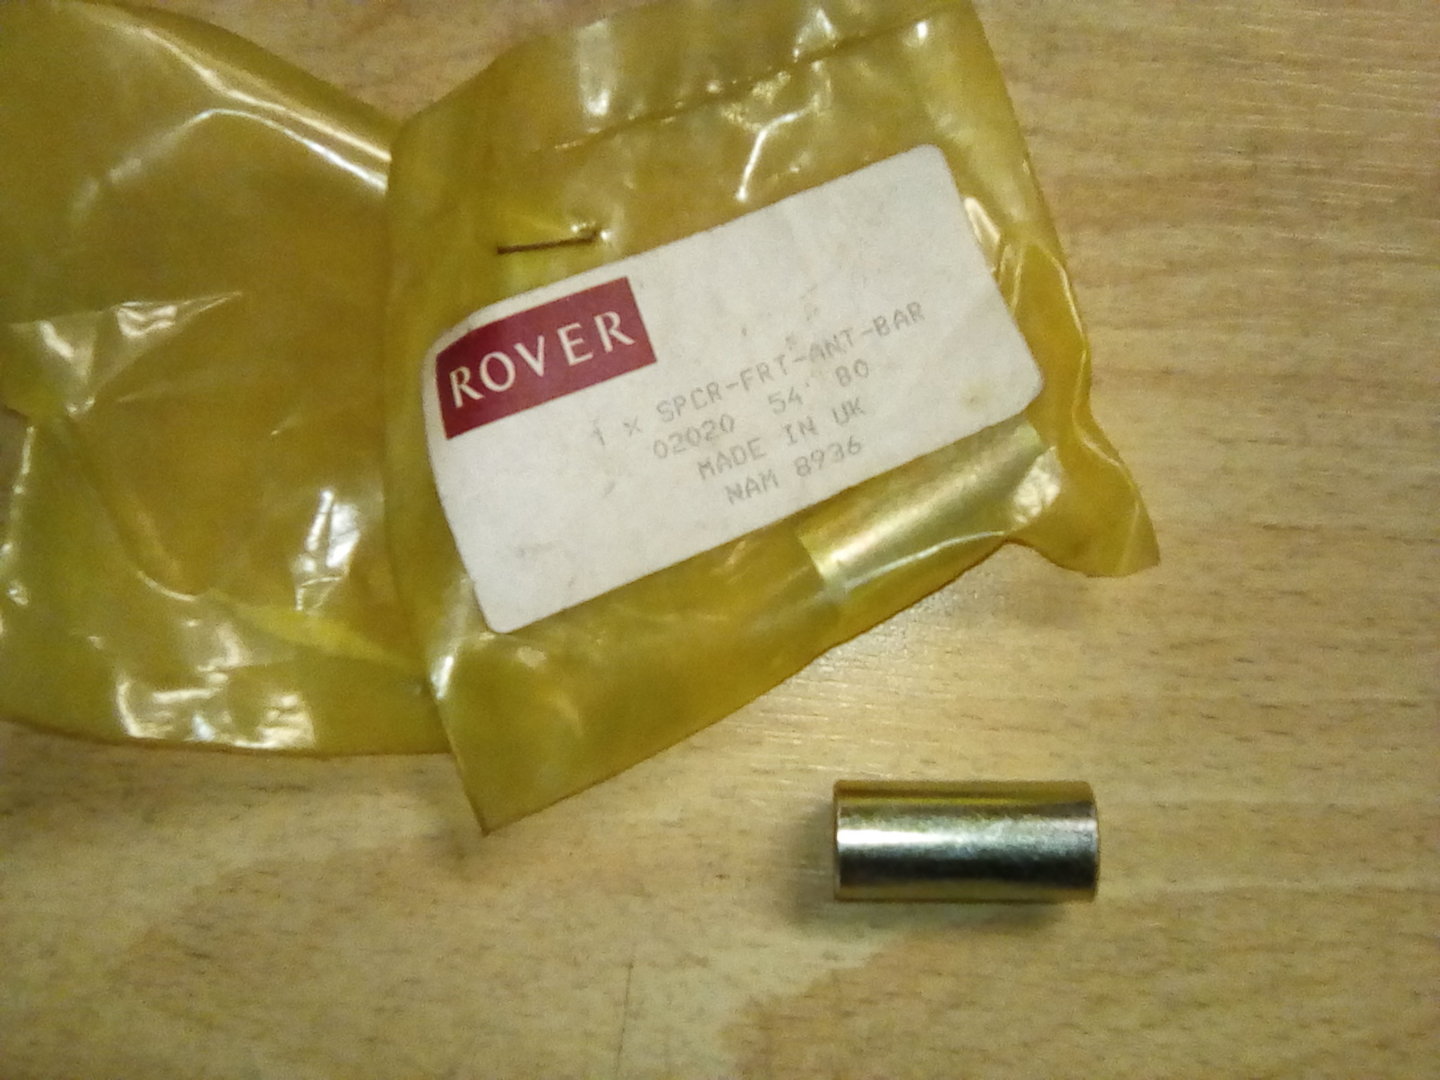 ROVER
1 x SPCR-FRT-ANT-BAR
02020 54' 80
MADE IN UK
NAM 8936